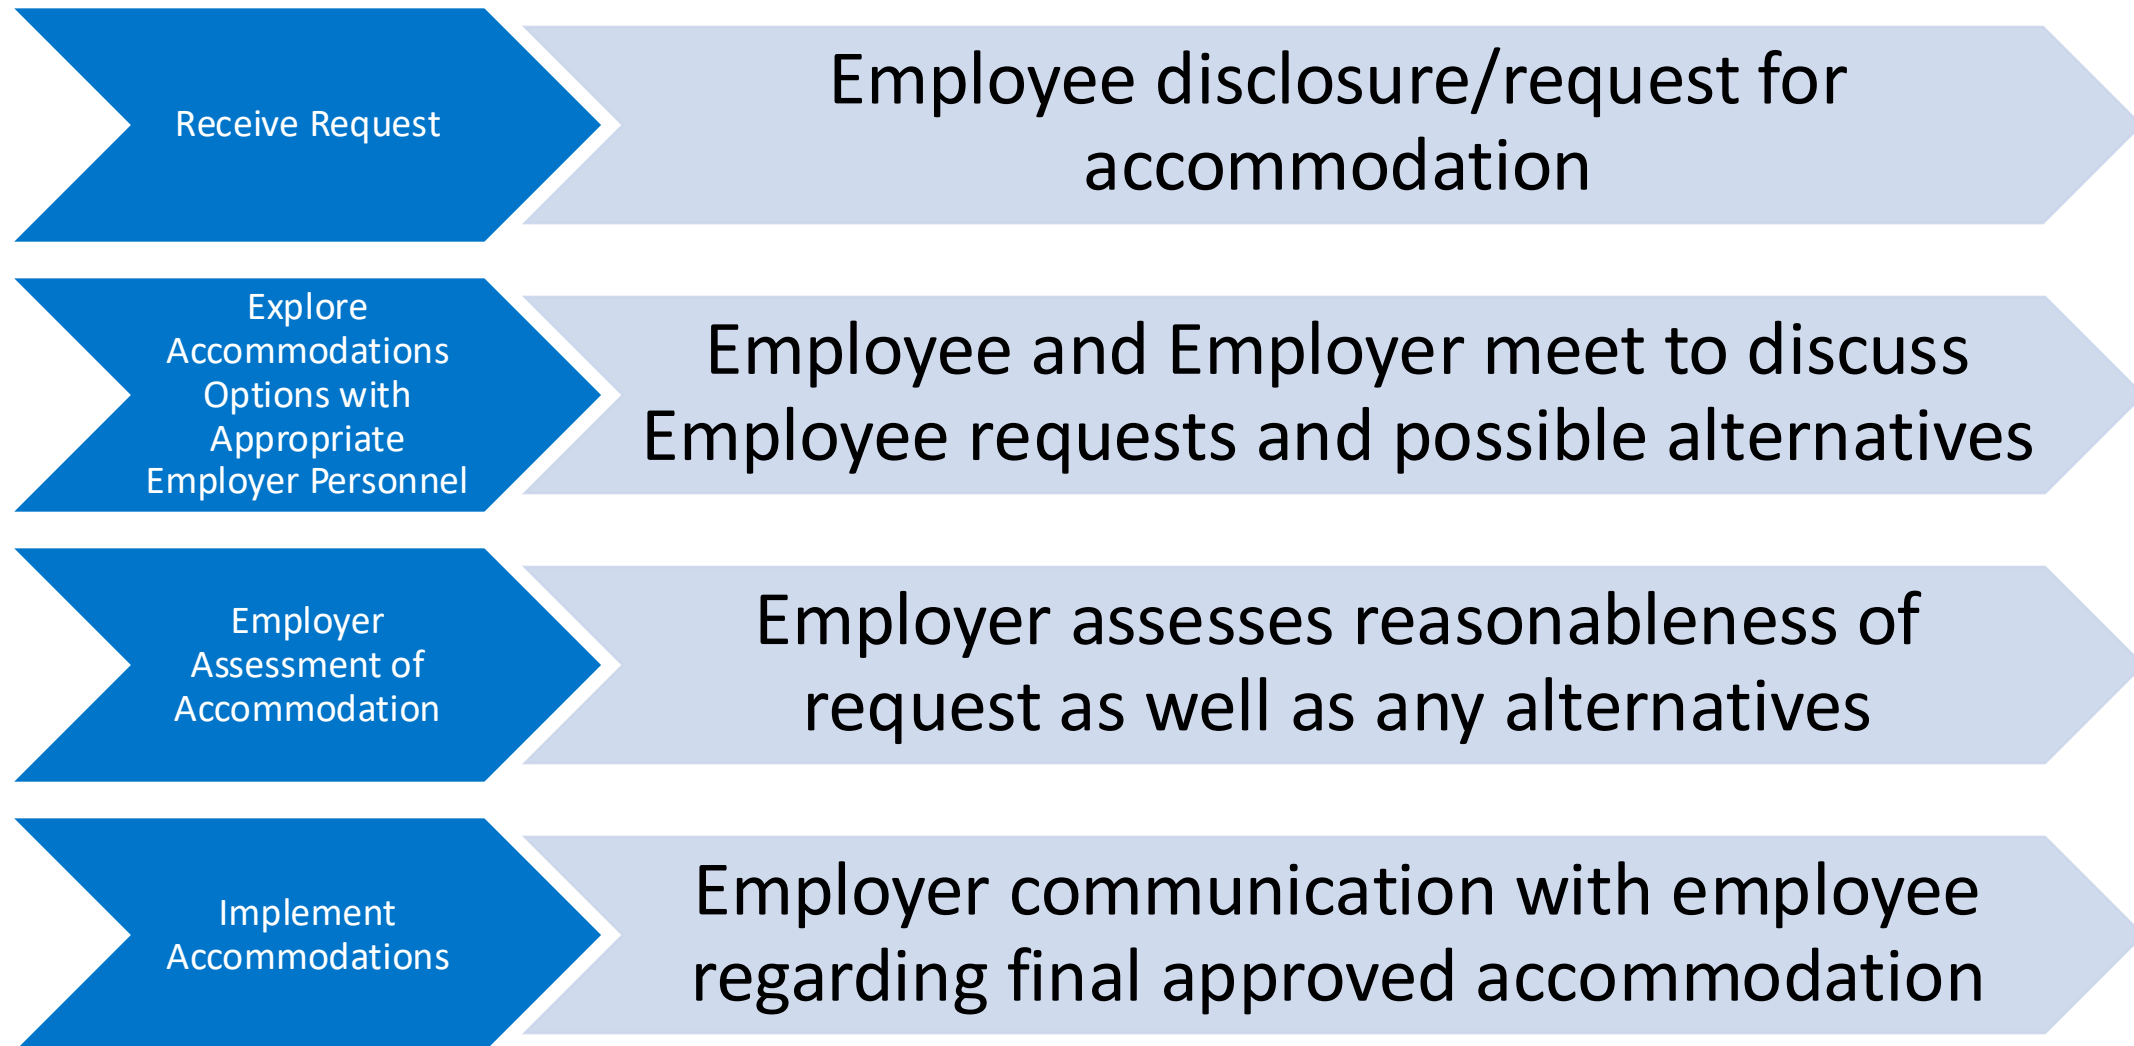 Receive Request
Employee disclosure/request for
accommodation
Explore
Accommodations
Options with
Appropriate
Employer Personnel
Employee and Employer meet to discuss
Employee requests and possible alternatives
Employer
Assessment of
Accommodation
Employer assesses reasonableness of
request as well as any alternatives
Implement
Accommodations
Employer communication with employee
regarding final approved accommodation